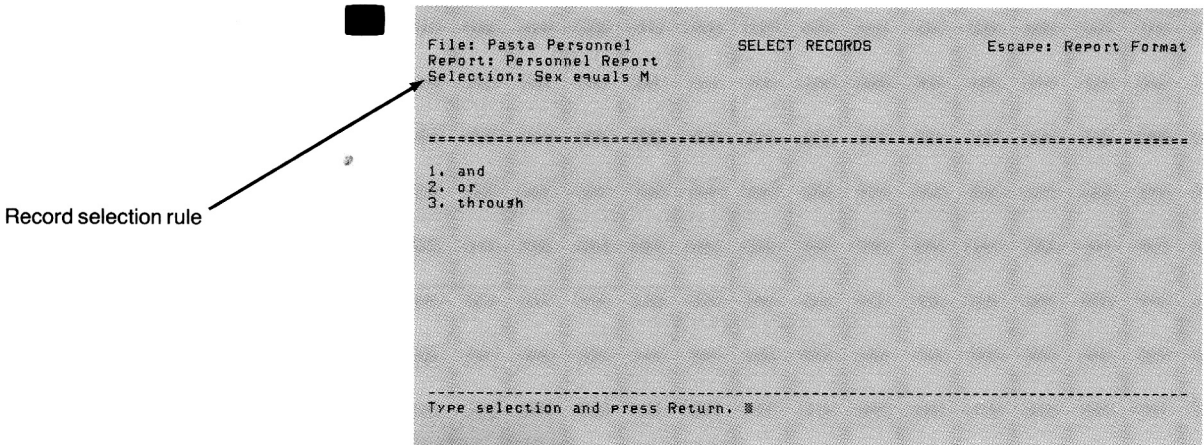 File: Pasta Personnel SELECT RECORDS Escape: Report Format
Report: Personnel Report
Selection: Sex equals M
================================================================================
1. and
2. or
3. through
Record selection rule
--------------------------------------------------------------------------------
Type selection and press Return.